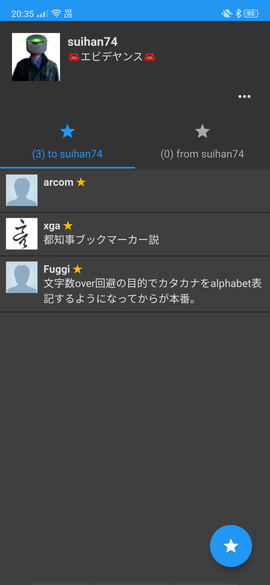 20:35
92
suihan74
🦀エビデヤンス🦀
(3) to suihan74
(0) from suihan74
arcom
xga
都知事ブックマーカー説
Fuggi
文字数over回避の目的でカタカナをalphabet表
記するようになってからが本番。